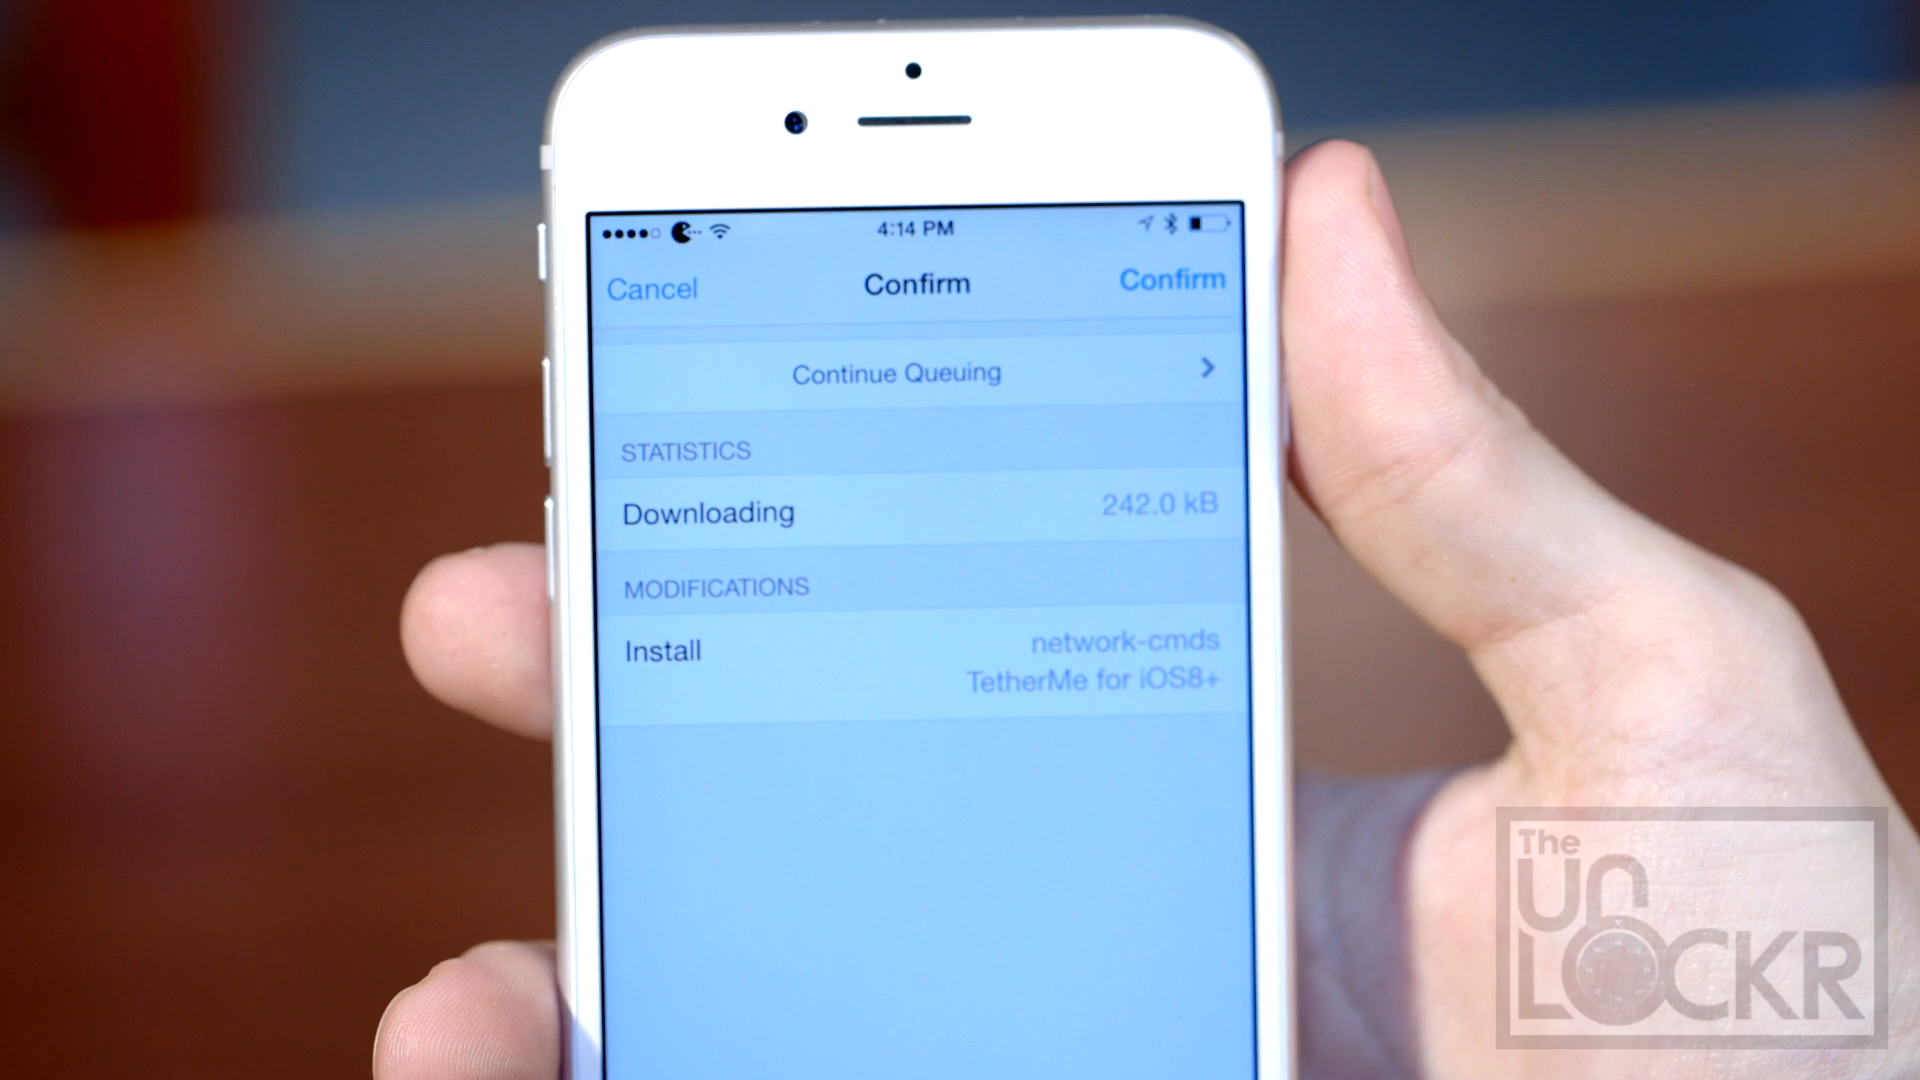 4:14 PM
Cancel
Confirm
Confirm
Continue Queuing
STATISTICS
Downloading
242.0 kB
MODIFICATIONS
Install
network-cmds
TetherMe for iOS8+
The
UN
LOCKR